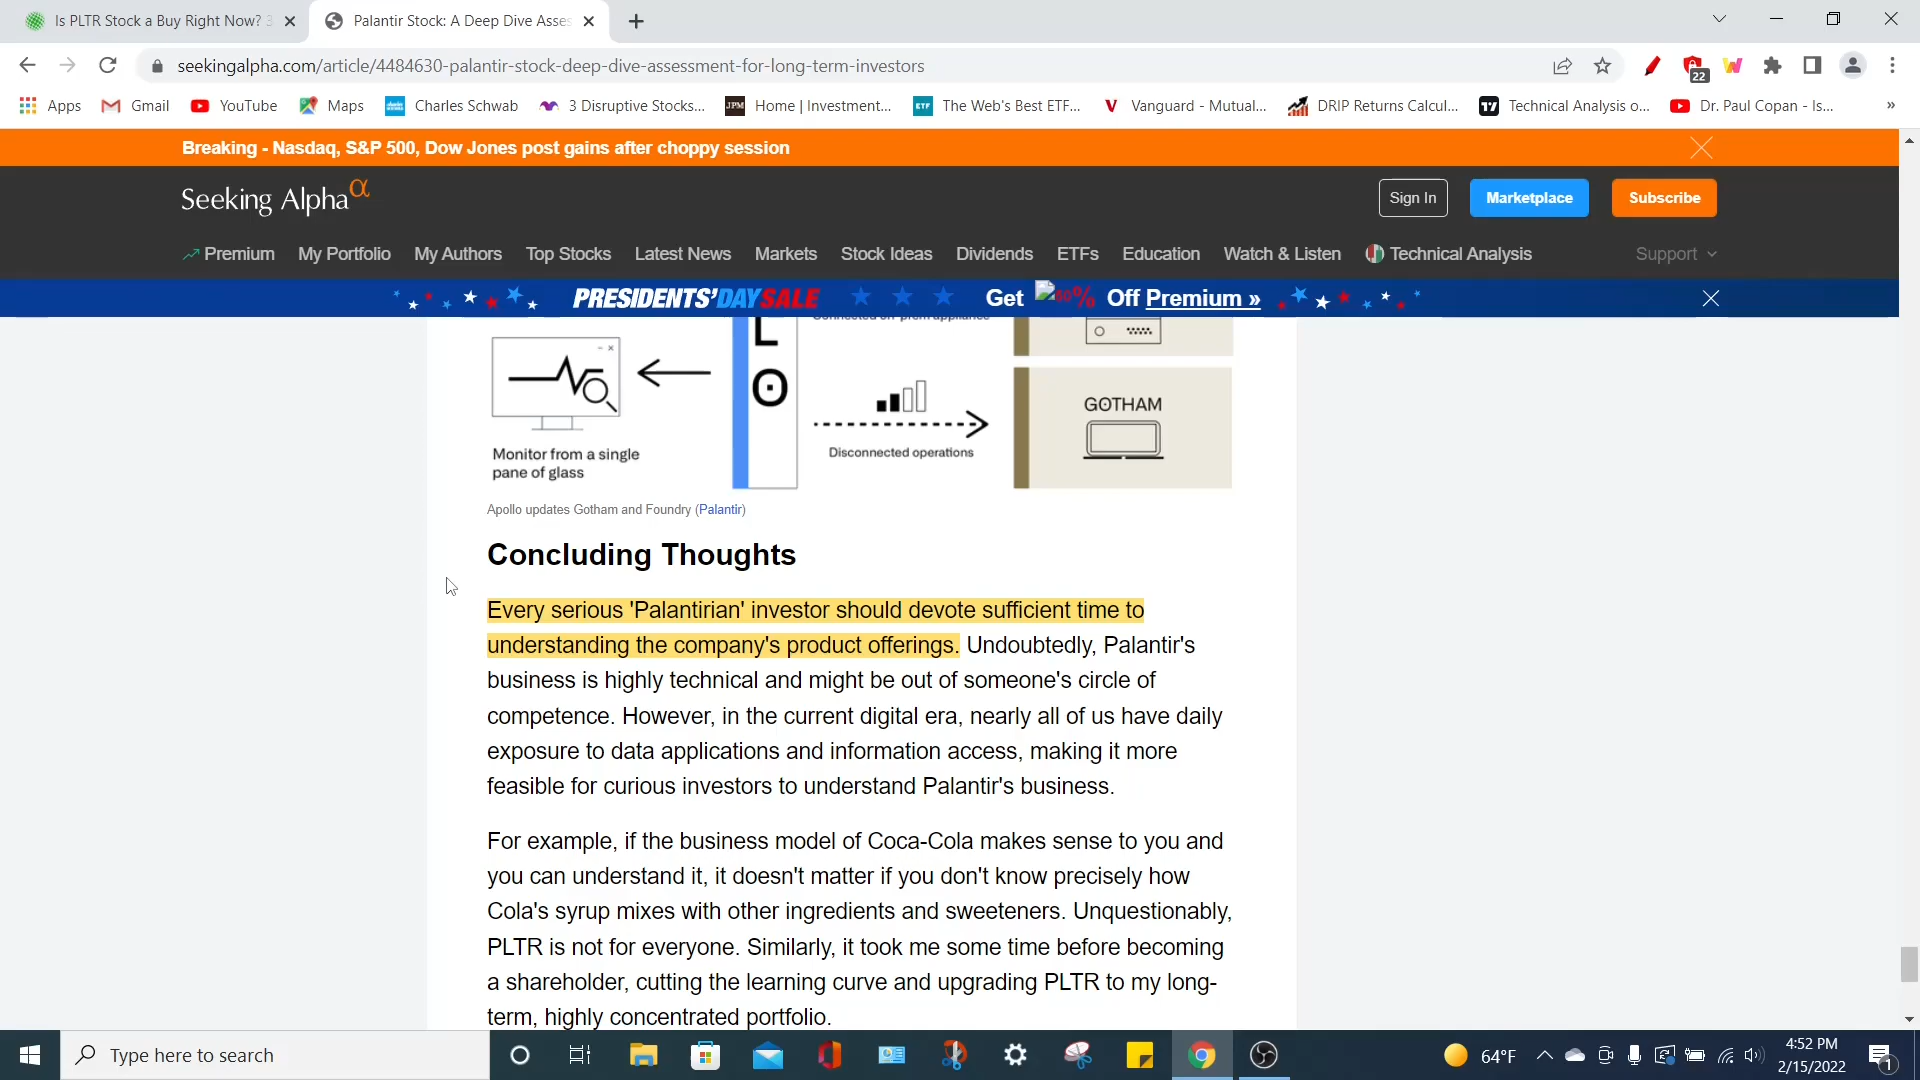 Is PLTR Stock a Buy Right Now? 3
Palantir Stock: A Deep Dive Asses
seekingalpha.com/article/4484630-palantir-stock-deep-dive-assessment-for-long-term-investors
22
Apps Gmail YouTube Maps Charles Schwab 3 Disruptive Stocks... JPM Home | Investment... ETF The Web's Best ETF... Vanguard - Mutual... DRIP Returns Calcul... Technical Analysis o... Dr. Paul Copan - Is... »
Breaking - Nasdaq, S&P 500, Dow Jones post gains after choppy session
Seeking Alpha α
Sign In Marketplace Subscribe
Premium My Portfolio My Authors Top Stocks Latest News Markets Stock Ideas Dividends ETFs Education Watch & Listen Technical Analysis Support
PRESIDENTS' DAY SALE Get 60% Off Premium »
Connected on-prem appliance
L
O
GOTHAM
Monitor from a single
pane of glass
Disconnected operations
Apollo updates Gotham and Foundry (Palantir)
Concluding Thoughts
Every serious 'Palantirian' investor should devote sufficient time to
understanding the company's product offerings. Undoubtedly, Palantir's
business is highly technical and might be out of someone's circle of
competence. However, in the current digital era, nearly all of us have daily
exposure to data applications and information access, making it more
feasible for curious investors to understand Palantir's business.
For example, if the business model of Coca-Cola makes sense to you and
you can understand it, it doesn't matter if you don't know precisely how
Cola's syrup mixes with other ingredients and sweeteners. Unquestionably,
PLTR is not for everyone. Similarly, it took me some time before becoming
a shareholder, cutting the learning curve and upgrading PLTR to my long-
term, highly concentrated portfolio.
Type here to search
64°F
4:52 PM
2/15/2022
1